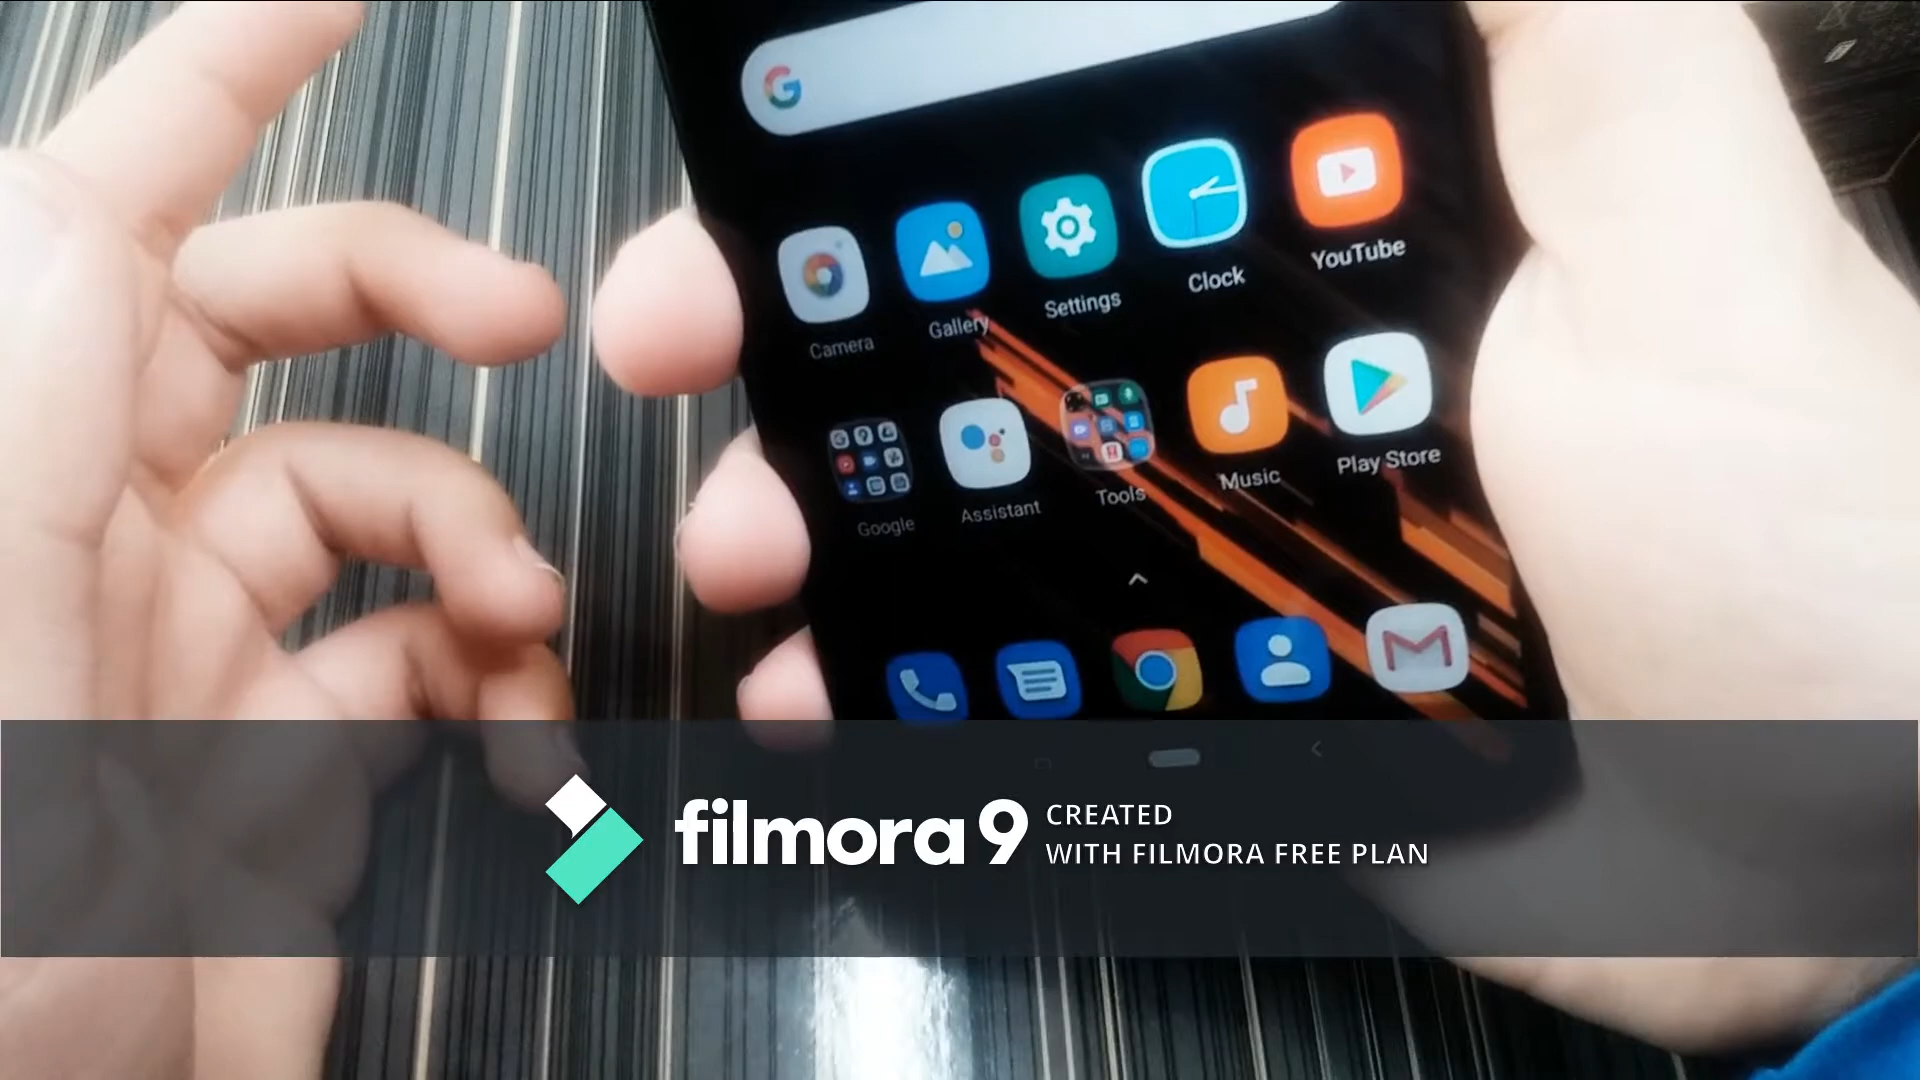 Camera
Gallery
Settings
Clock
YouTube
Google
Assistant
Tools
Music
Play Store
filmora 9
CREATED
WITH FILMORA FREE PLAN